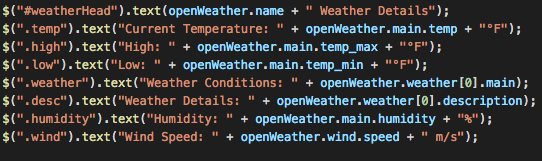 $("#weatherHead").text(openWeather.name + " Weather Details");
$(".temp").text("Current Temperature: " + openWeather.main.temp + "°F");
$(".high").text("High: " + openWeather.main.temp_max + "°F");
$(".low").text("Low: " + openWeather.main.temp_min + "°F");
$(".weather").text("Weather Conditions: " + openWeather.weather[0].main);
$(".desc").text("Weather Details: " + openWeather.weather[0].description);
$(".humidity").text("Humidity: " + openWeather.main.humidity + "%");
$(".wind").text("Wind Speed: " + openWeather.wind.speed + " m/s");